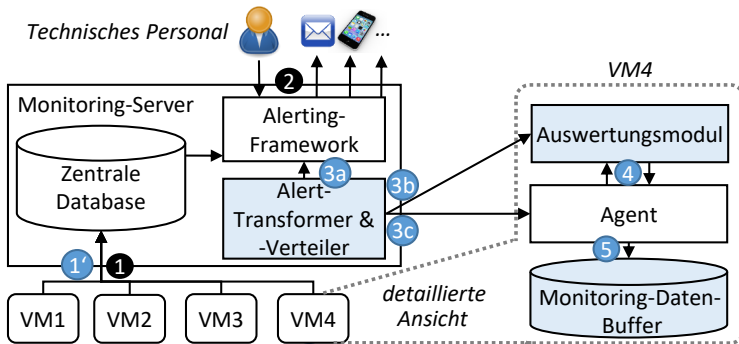 Technisches Personal
...
VM4
2
Monitoring-Server
Alerting-
Framework
Auswertungsmodul
Zentrale
Database
3a
3b
4
Alert-
Transformer &
-Verteiler
3c
Agent
1‘
1
5
VM1
VM2
VM3
VM4
detaillierte
Ansicht
Monitoring-Daten-
Buffer